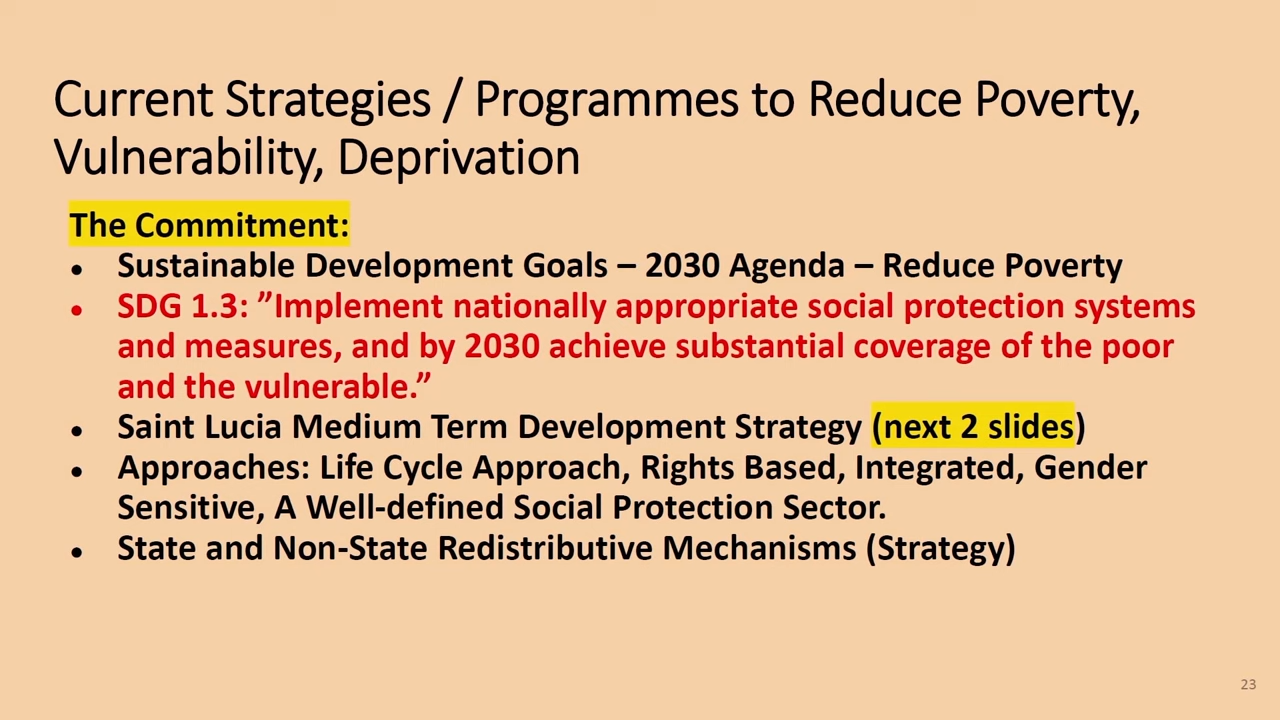 Current Strategies / Programmes to Reduce Poverty,
Vulnerability, Deprivation
The Commitment:
• Sustainable Development Goals – 2030 Agenda – Reduce Poverty
• SDG 1.3: ”Implement nationally appropriate social protection systems
and measures, and by 2030 achieve substantial coverage of the poor
and the vulnerable.”
• Saint Lucia Medium Term Development Strategy (next 2 slides)
• Approaches: Life Cycle Approach, Rights Based, Integrated, Gender
Sensitive, A Well-defined Social Protection Sector.
• State and Non-State Redistributive Mechanisms (Strategy)
23